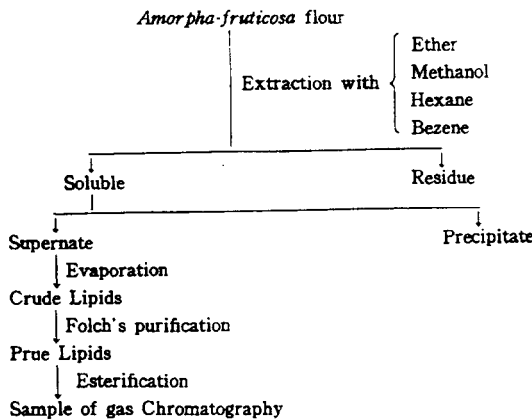 Amorpha-fruticosa flour
Extraction with
Ether
Methanol
Hexane
Bezene
Soluble
Residue
Supernate
Precipitate
Evaporation
Crude Lipids
Folch's purification
Prue Lipids
Esterification
Sample of gas Chromatography